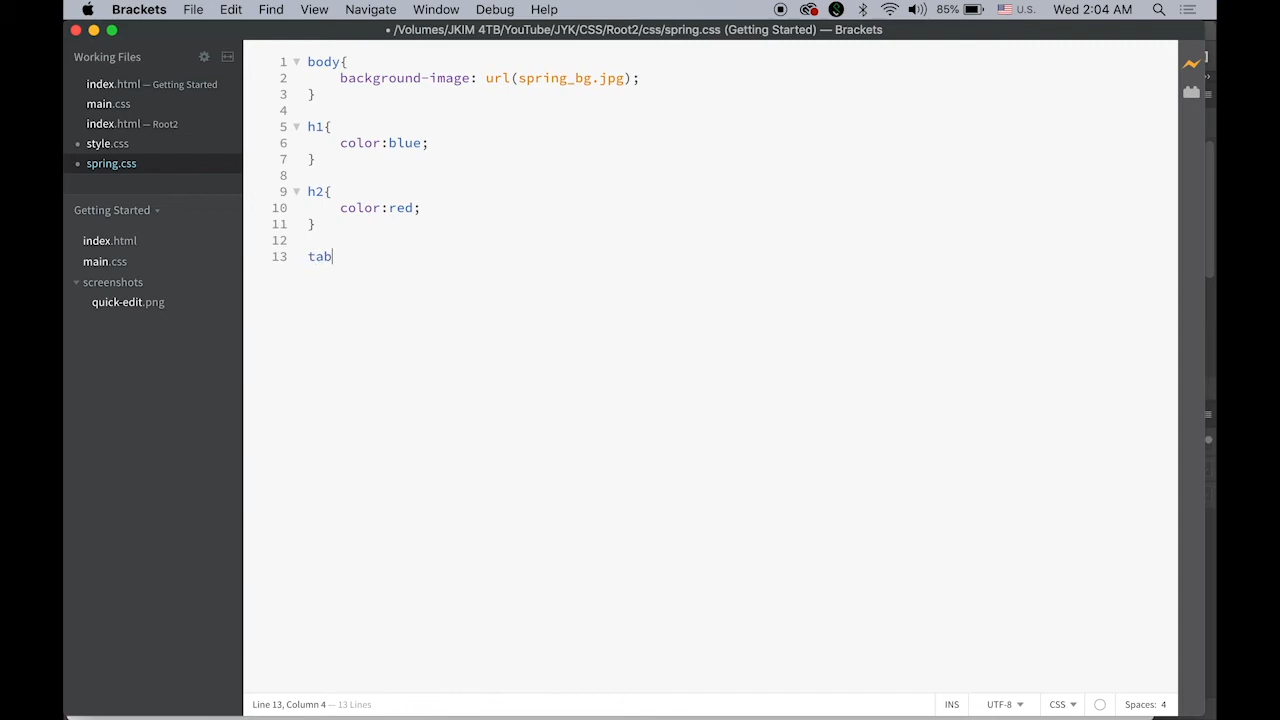 Brackets File Edit Find View Navigate Window Debug Help 85% U.S. Wed 2:04 AM
• /Volumes/JKIM 4TB/YouTube/JYK/CSS/Root2/css/spring.css (Getting Started) — Brackets
Working Files
index.html — Getting Started
main.css
index.html — Root2
style.css
spring.css
Getting Started
index.html
main.css
screenshots
quick-edit.png
1 body{
2 background-image: url(spring_bg.jpg);
3 }
4
5 h1{
6 color:blue;
7 }
8
9 h2{
10 color:red;
11 }
12
13 tab
Line 13, Column 4 — 13 Lines INS UTF-8 CSS Spaces: 4